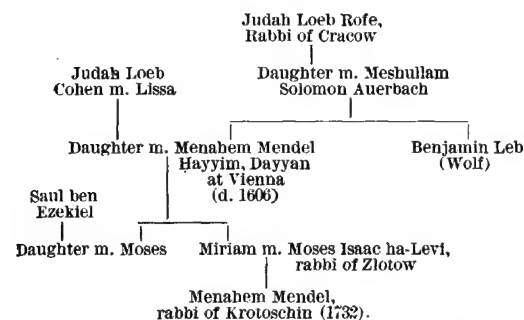 Judah Loeb Rofe,
Rabbi of Cracow
Judah Loeb
Cohen m. Lissa
Daughter m. Meshullam
Solomon Auerbach
Daughter m. Menahem Mendel
Ḥayyim, Dayyan
at Vienna
(d. 1606)
Benjamin Leb
(Wolf)
Saul ben
Ezekiel
Daughter m. Moses
Miriam m. Moses Isaac ha-Levi,
rabbi of Zlotow
Menahem Mendel,
rabbi of Krotoschin (1732).